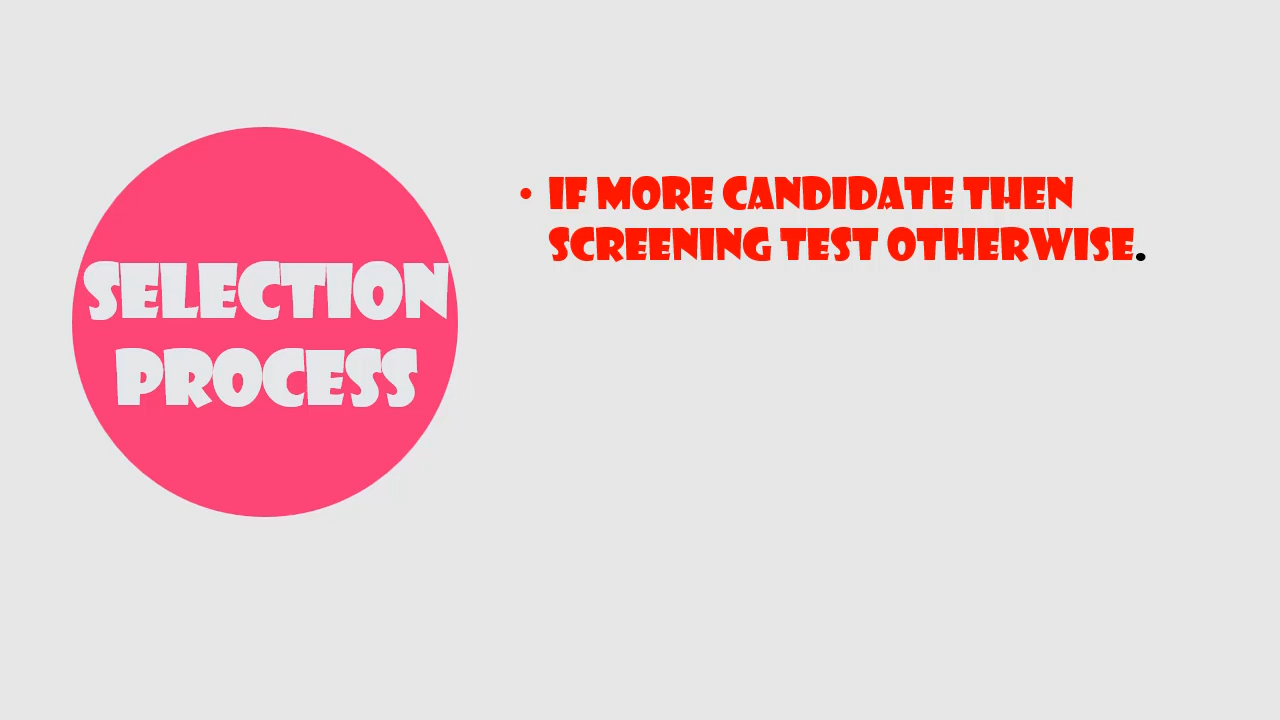 SELECTION
PROCESS
• IF MORE CANDIDATE THEN
SCREENING TEST OTHERWISE.